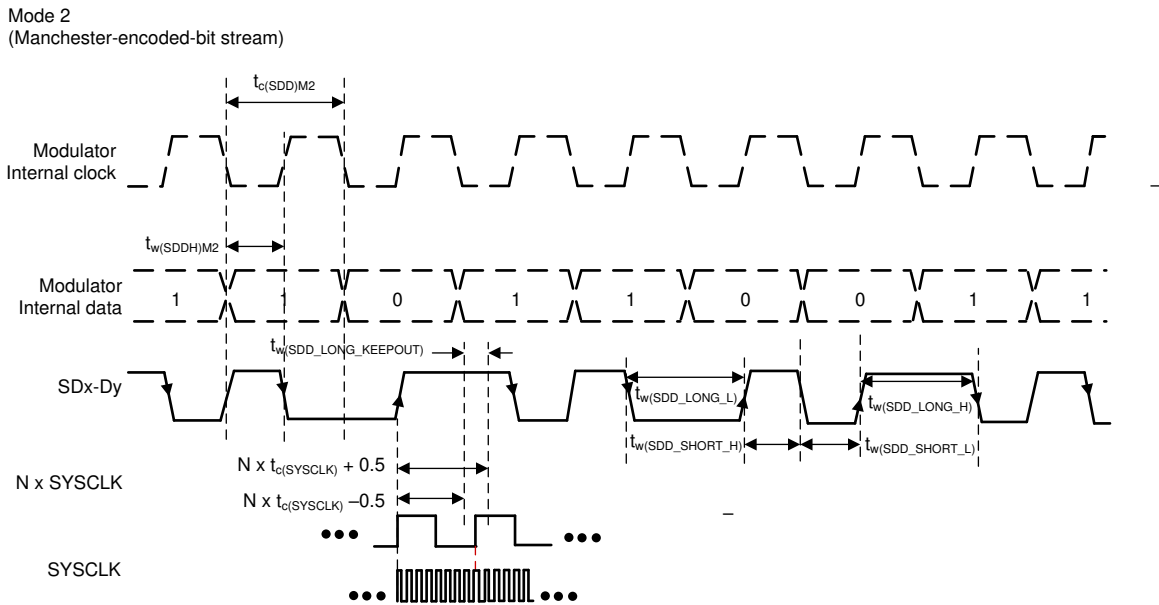 Mode 2
(Manchester-encoded-bit stream)
tc(SDD)M2
Modulator
Internal clock
tw(SDDH)M2
Modulator
Internal data
1 1 0 1 1 0 0 1 1
tw(SDD_LONG_KEEPOUT)
SDx-Dy
tw(SDD_LONG_L)
tw(SDD_LONG_H)
tw(SDD_SHORT_H)
tw(SDD_SHORT_L)
N x tc(SYSCLK) + 0.5
N x SYSCLK
N x tc(SYSCLK) –0.5
SYSCLK